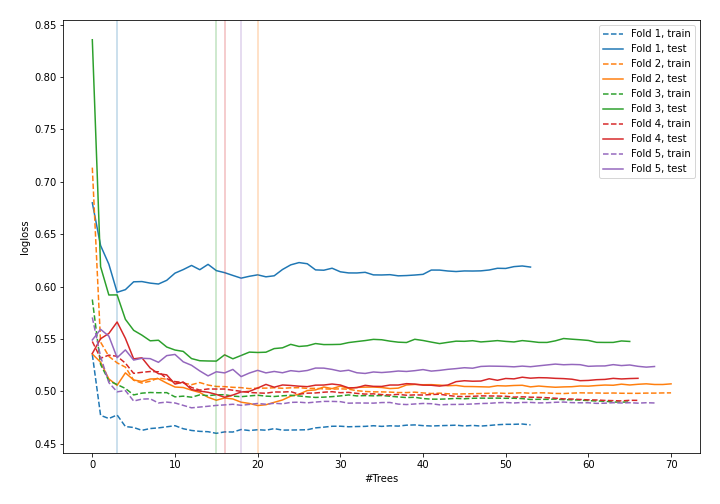 0.85
0.80
0.75
0.70
0.65
0.60
0.55
0.50
0.45
logloss
0
10
20
30
40
50
60
70
#Trees
Fold 1, train
Fold 1, test
Fold 2, train
Fold 2, test
Fold 3, train
Fold 3, test
Fold 4, train
Fold 4, test
Fold 5, train
Fold 5, test